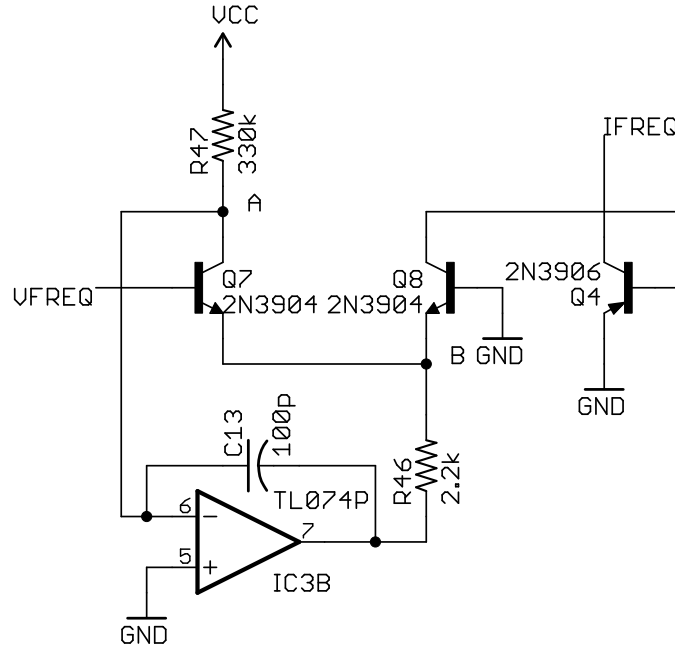 VCC
R47
330k
A
IFREQ
VFREQ
Q7
2N3904
Q8
2N3904
2N3906
Q4
B
GND
GND
C13
100p
R46
2.2k
TL074P
6
7
5
IC3B
GND